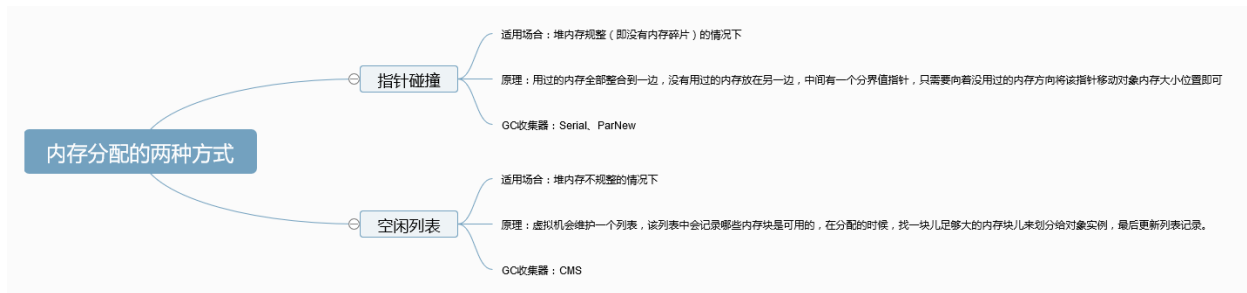 内存分配的两种方式
指针碰撞
适用场合：堆内存规整（即没有内存碎片）的情况下
原理：用过的内存全部整合到一边，没有用过的内存放在另一边，中间有一个分界值指针，只需要向着没用过的内存方向将该指针移动对象内存大小位置即可
GC收集器：Serial、ParNew
空闲列表
适用场合：堆内存不规整的情况下
原理：虚拟机会维护一个列表，该列表中会记录哪些内存块是可用的，在分配的时候，找一块儿足够大的内存块儿来划分给对象实例，最后更新列表记录。
GC收集器：CMS